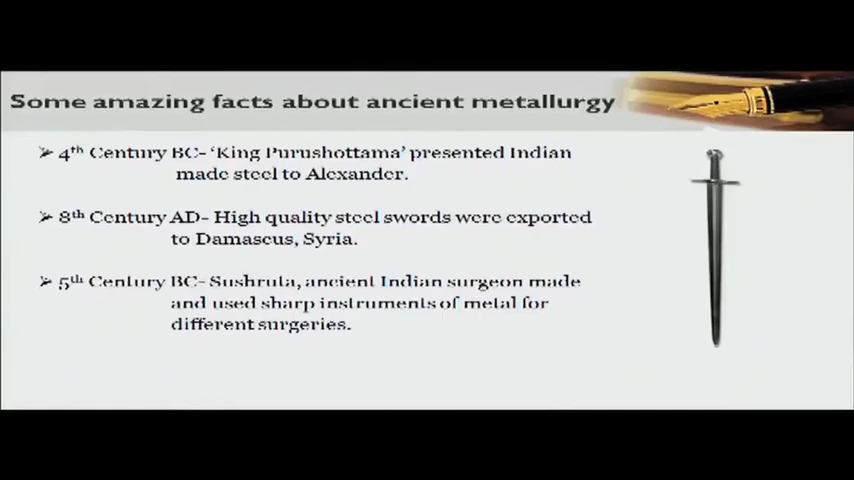 Some amazing facts about ancient metallurgy
➢ 4th Century BC- ‘King Purushottama’ presented Indian
made steel to Alexander.
➢ 8th Century AD- High quality steel swords were exported
to Damascus, Syria.
➢ 5th Century BC- Sushruta, ancient Indian surgeon made
and used sharp instruments of metal for
different surgeries.